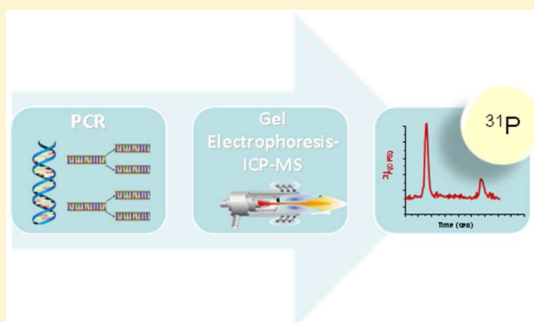 PCR
Gel
Electrophoresis-
ICP-MS
³¹P
Time (sec)